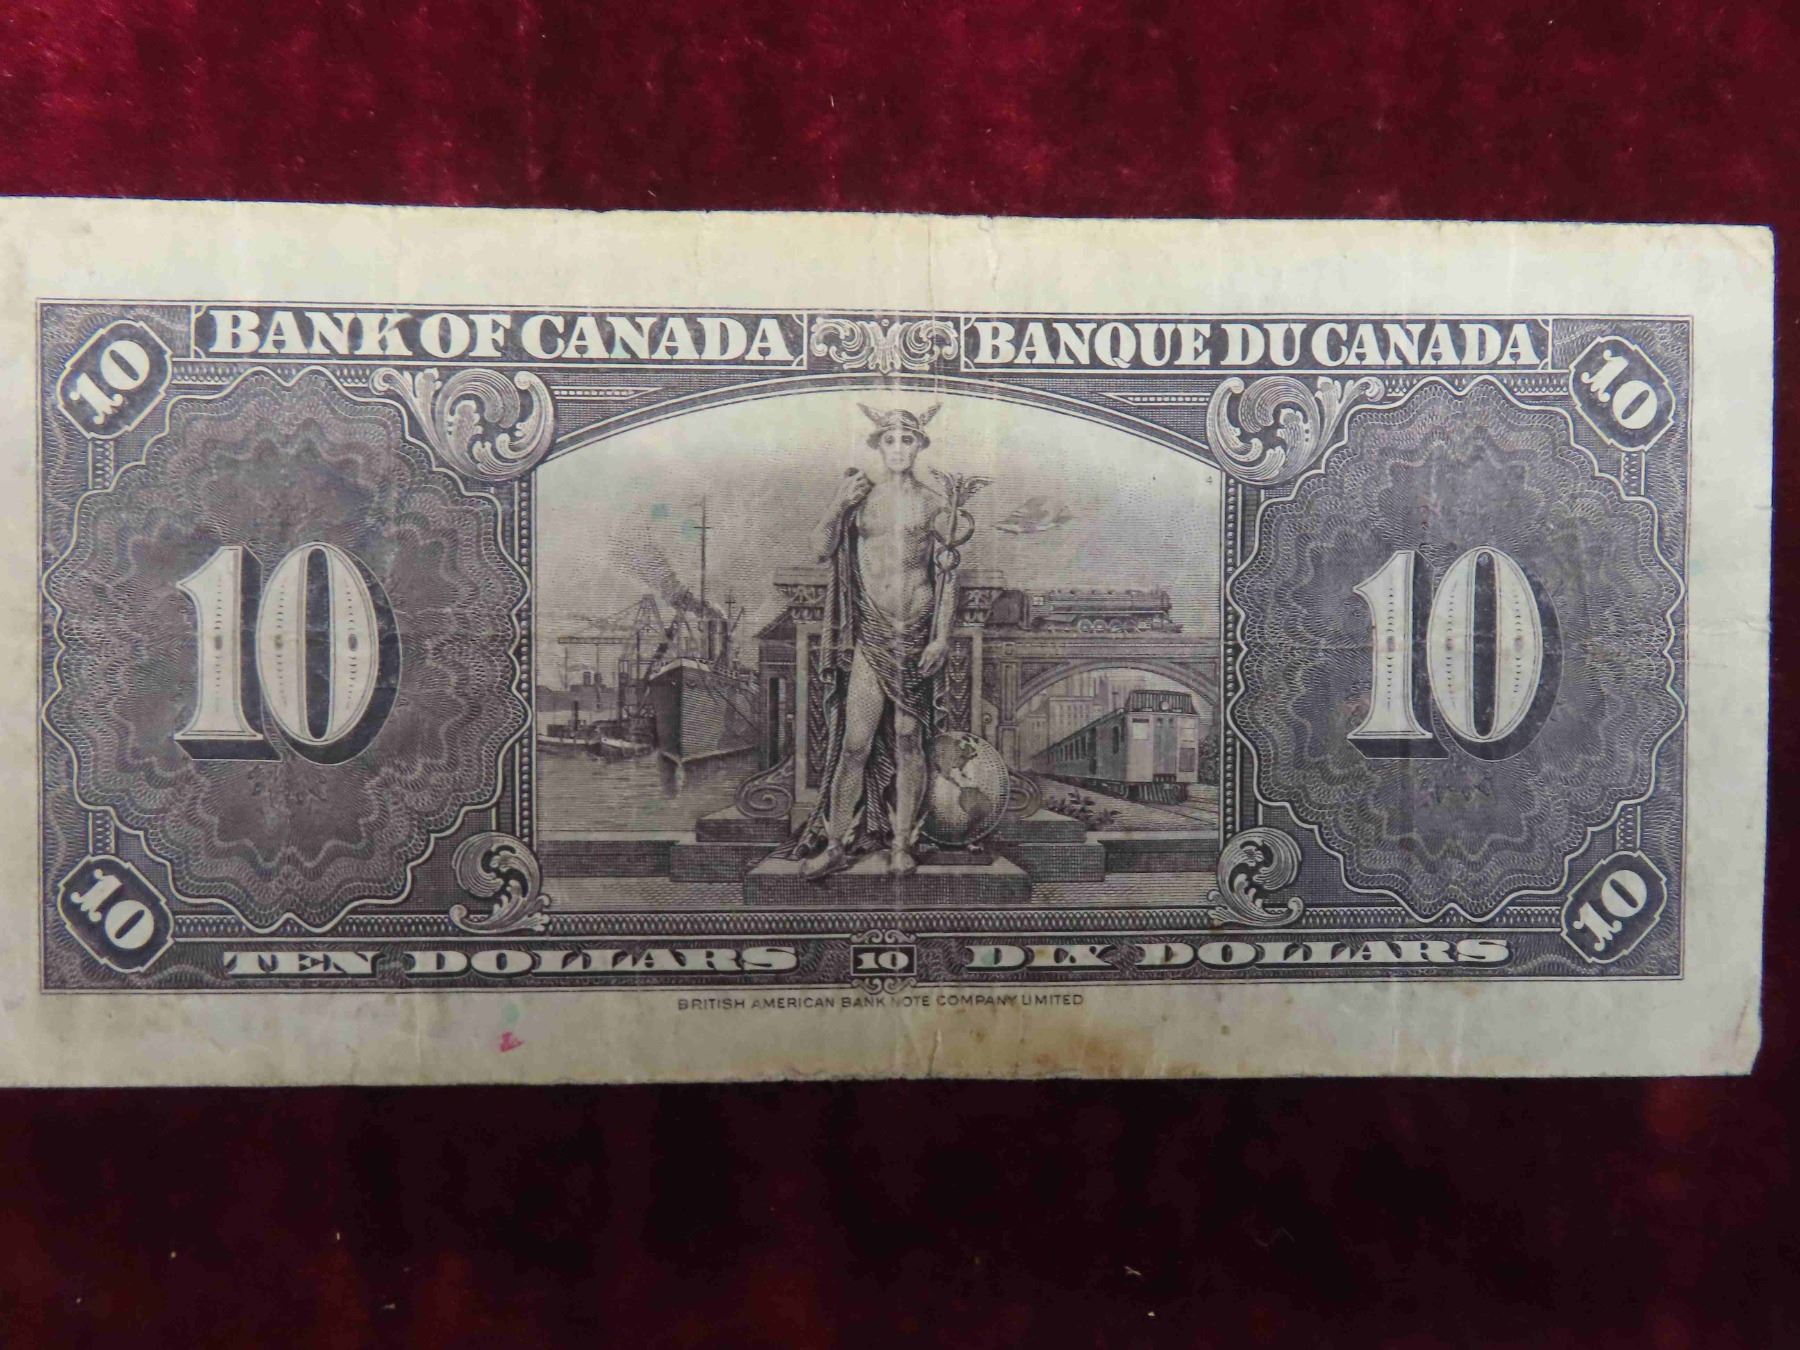 10 BANK OF CANADA BANQUE DU CANADA 10
4
10 10
10 TEN DOLLARS 10 DIX DOLLARS 10
BRITISH AMERICAN BANK NOTE COMPANY LIMITED